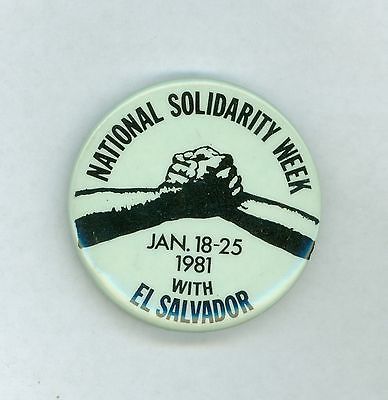 NATIONAL SOLIDARITY WEEK
JAN. 18-25
1981
WITH
EL SALVADOR